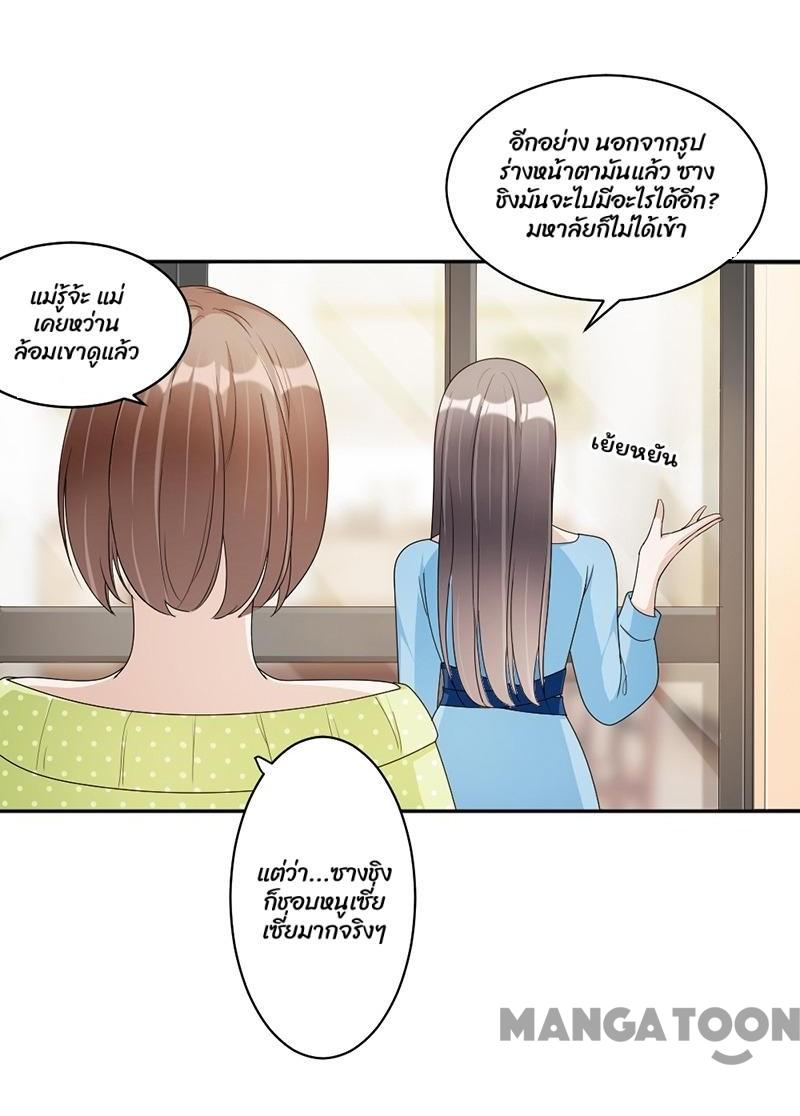 อีกอย่าง นอกจากรูป
ร่างหน้าตามันแล้ว ซาง
ชิงมันจะไปมีอะไรได้อีก?
มหาลัยก็ไม่ได้เข้า
แม่รู้จ้ะ แม่
เคยหว่าน
ล้อมเขาดูแล้ว
เย้ยหยัน
แต่ว่า...ซางชิง
ก็ชอบหนูเซี่ย
เซี่ยมากจริงๆ
MANGATOON